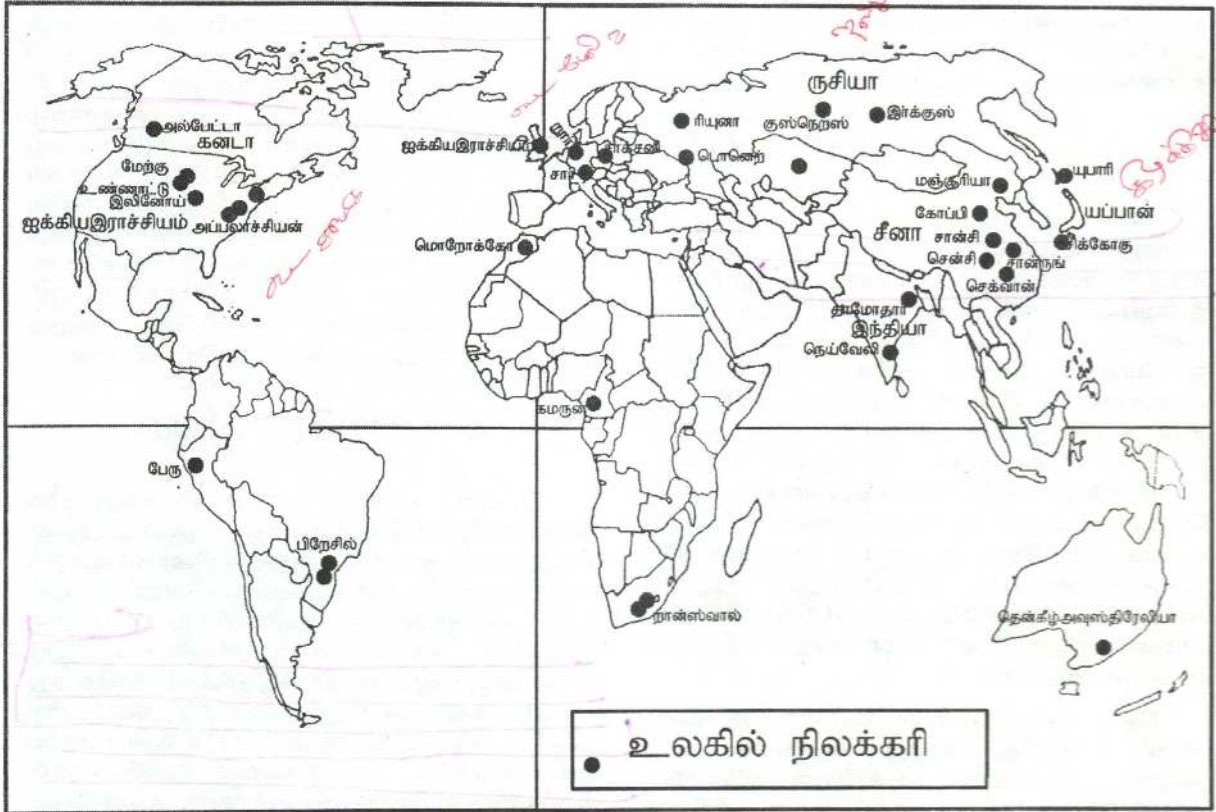 ருசியா
குஸ்நெறஸ்
இர்க்குஸ்
ரியுனா
அல்பேட்டா
கனடா
ஐக்கியஇராச்சியம்
டொனெற்
சார்
யுபாரி
மேற்கு
உண்ணாட்டு
இலினோய்
மஞ்சூரியா
ஐக்கியஇராச்சியம்
அப்பலாச்சியன்
கோப்பி
யப்பான்
மொறோக்கோ
சீனா
சான்சி
சிக்கோகு
சென்சி
சான்ருங்
செக்வான்
தாமோதார்
இந்தியா
நெய்வேலி
கமருன்
பேரு
பிறேசில்
றான்ஸ்வால்
தென்கீழ்அவுஸ்திரேலியா
உலகில் நிலக்கரி